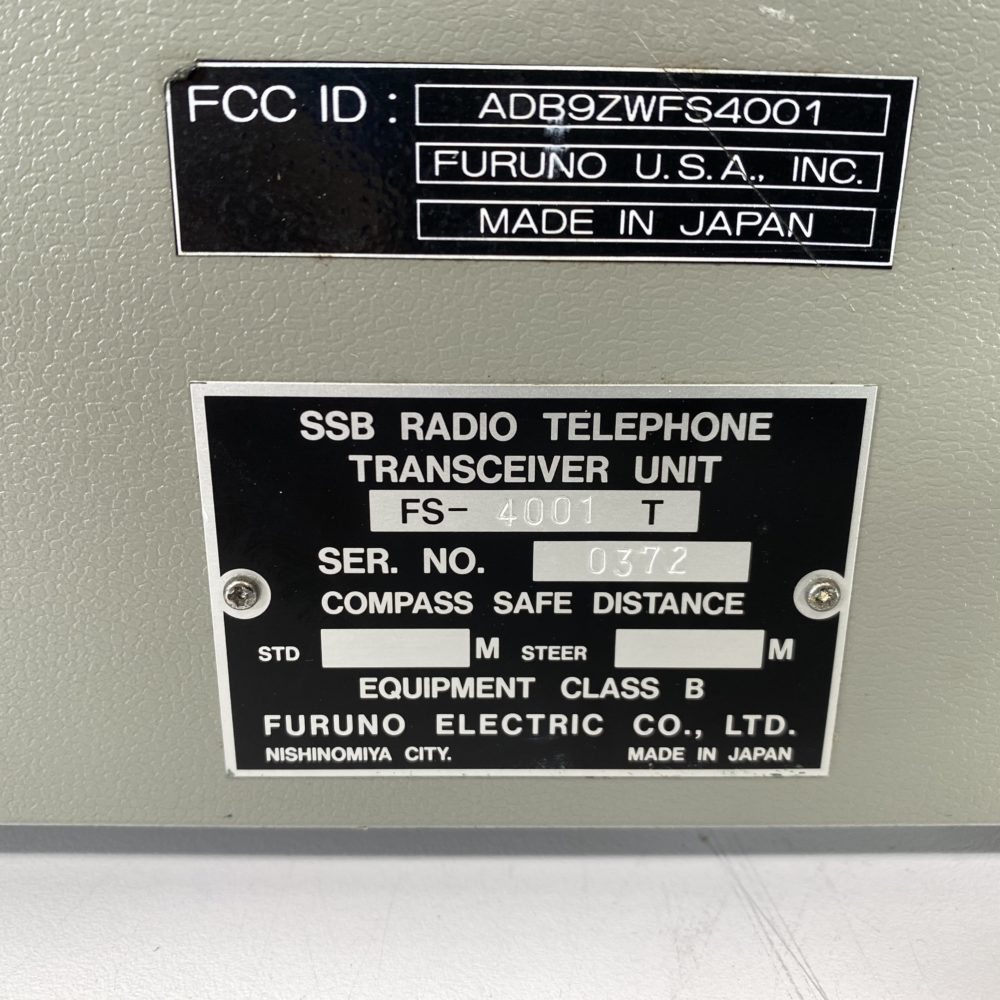 FCC ID : ADB9ZWFS4001
FURUNO U.S.A., INC.
MADE IN JAPAN
SSB RADIO TELEPHONE
TRANSCEIVER UNIT
FS- 4001 T
SER. NO. 0372
COMPASS SAFE DISTANCE
STD M STEER M
EQUIPMENT CLASS B
FURUNO ELECTRIC CO., LTD.
NISHINOMIYA CITY. MADE IN JAPAN